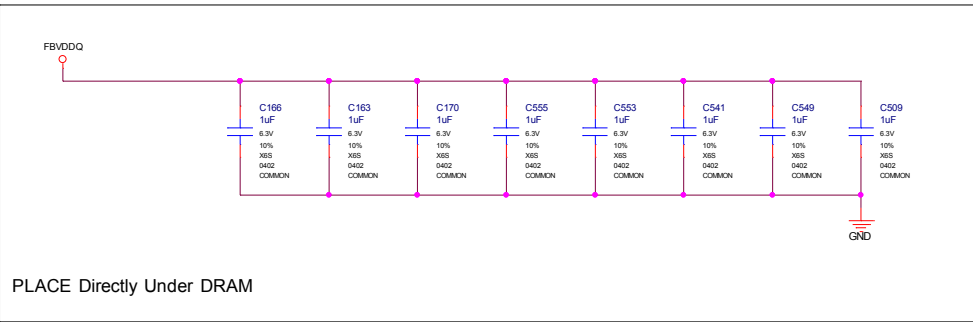 FBVDDQ
C166
1uF
6.3V
10%
X6S
0402
COMMON
C163
1uF
6.3V
10%
X6S
0402
COMMON
C170
1uF
6.3V
10%
X6S
0402
COMMON
C555
1uF
6.3V
10%
X6S
0402
COMMON
C553
1uF
6.3V
10%
X6S
0402
COMMON
C541
1uF
6.3V
10%
X6S
0402
COMMON
C549
1uF
6.3V
10%
X6S
0402
COMMON
C509
1uF
6.3V
10%
X6S
0402
COMMON
GND
PLACE Directly Under DRAM